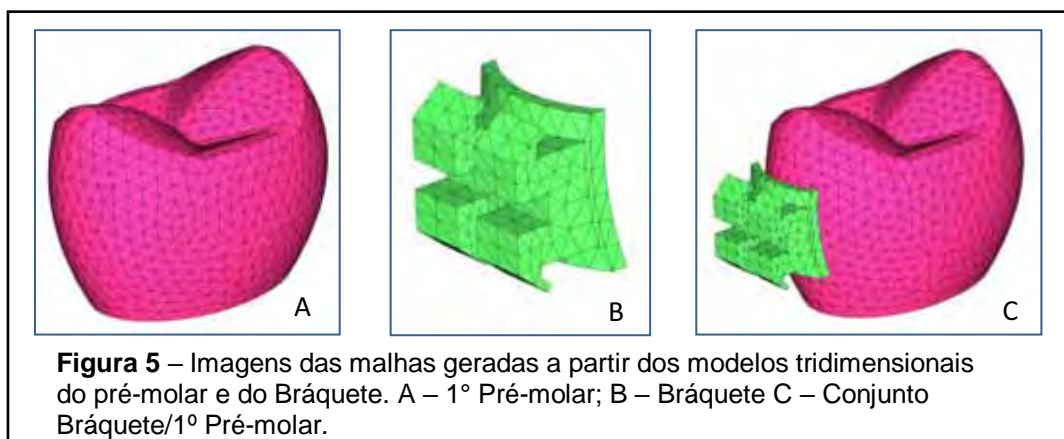 A
B
C
Figura 5 – Imagens das malhas geradas a partir dos modelos tridimensionais
do pré-molar e do Bráquete. A – 1° Pré-molar; B – Bráquete C – Conjunto
Bráquete/1º Pré-molar.